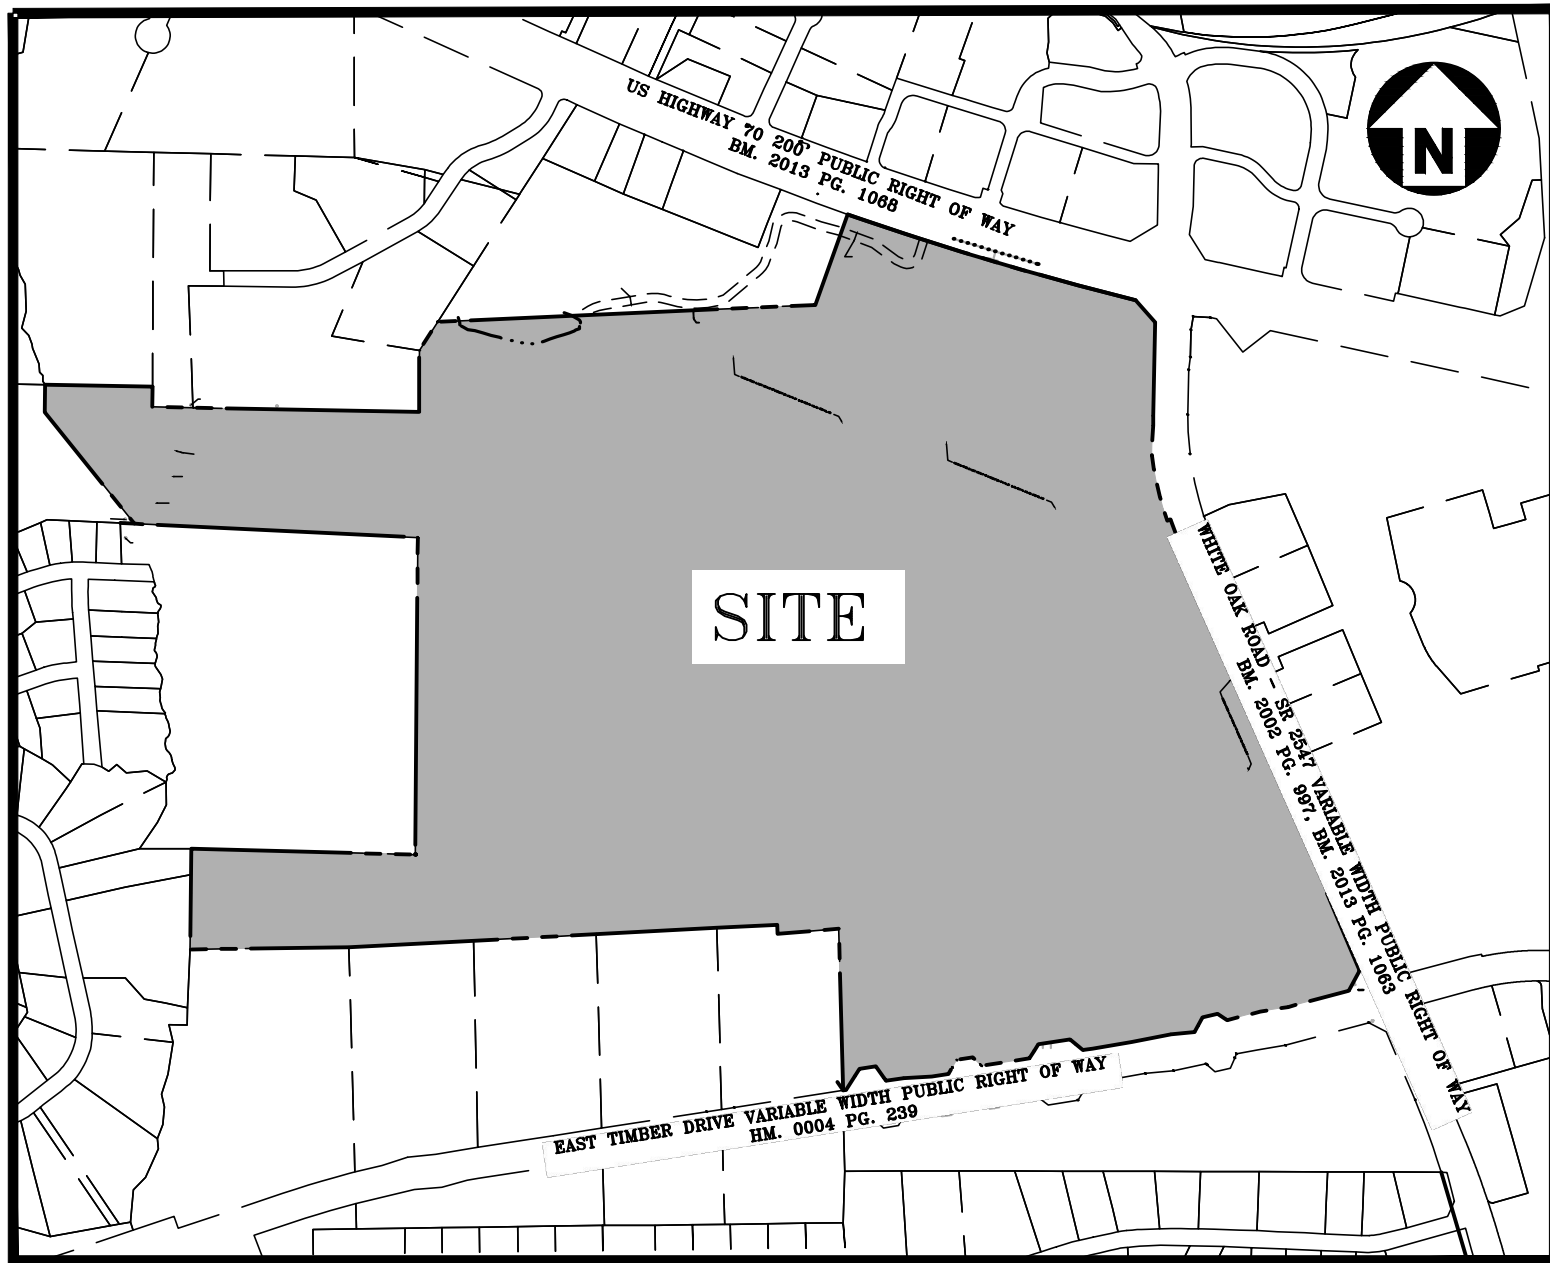 US HIGHWAY 70 200' PUBLIC RIGHT OF WAY
BM. 2013 PG. 1068
N
SITE
WHITE OAK ROAD - SR 2547 VARIABLE WIDTH PUBLIC RIGHT OF WAY
BM. 2002 PG. 997, BM. 2013 PG. 1063
EAST TIMBER DRIVE VARIABLE WIDTH PUBLIC RIGHT OF WAY
HM. 0004 PG. 239